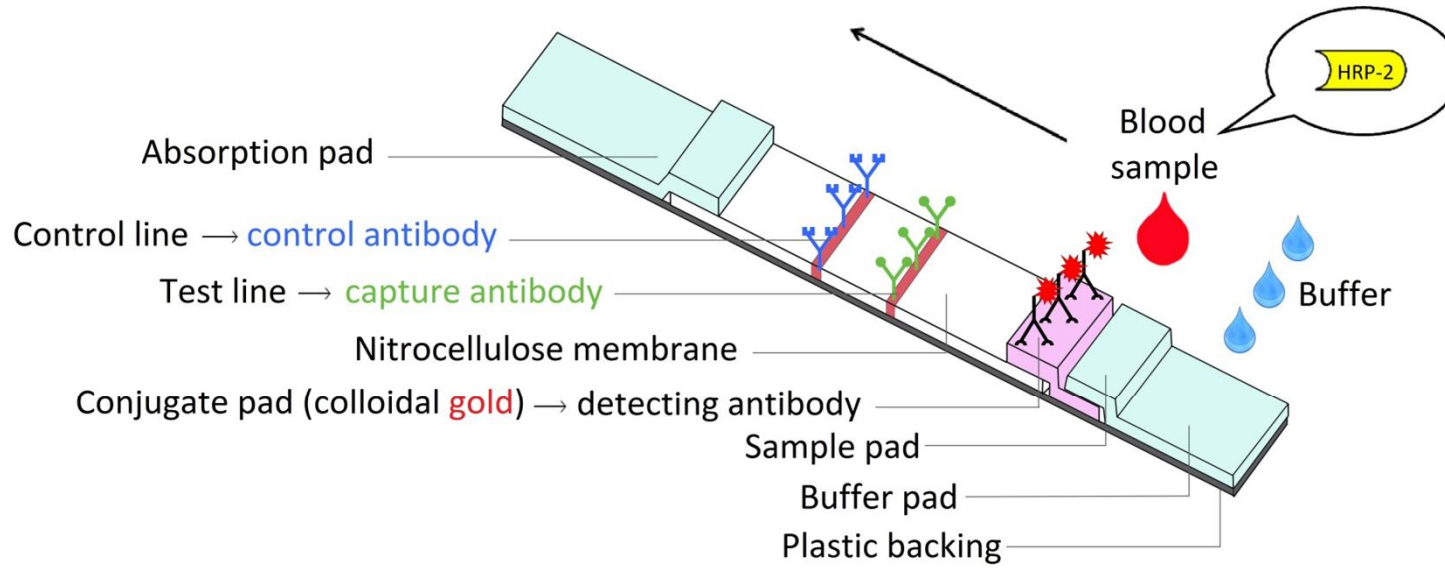 HRP-2
Blood
sample
Absorption pad
Control line → control antibody
Test line → capture antibody
Buffer
Nitrocellulose membrane
Conjugate pad (colloidal gold) → detecting antibody
Sample pad
Buffer pad
Plastic backing